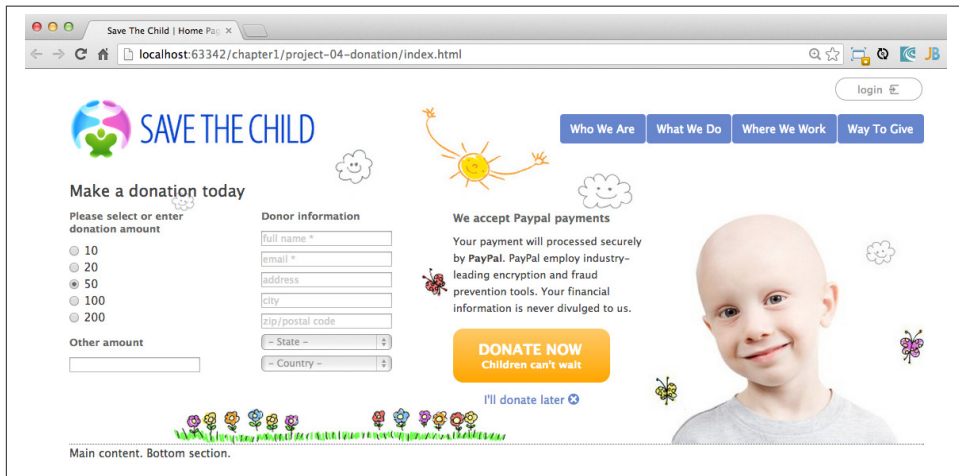 Save The Child | Home Pag
localhost:63342/chapter1/project-04-donation/index.html
JB
login
SAVE THE CHILD
Who We Are
What We Do
Where We Work
Way To Give
Make a donation today
Please select or enter
donation amount
10
20
50
100
200
Other amount
Donor information
full name *
email *
address
city
zip/postal code
– State –
– Country –
We accept Paypal payments
Your payment will processed securely
by PayPal. PayPal employ industry-
leading encryption and fraud
prevention tools. Your financial
information is never divulged to us.
DONATE NOW
Children can't wait
I'll donate later
Main content. Bottom section.